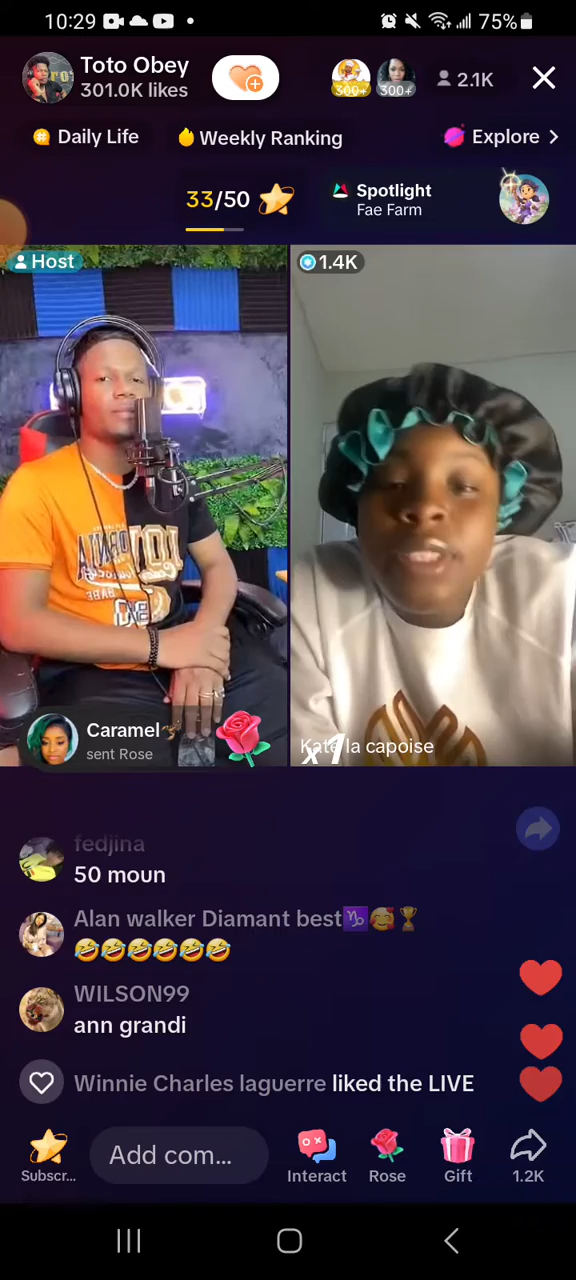 10:29
75%
Toto Obey
301.0K likes
300+
300+
2.1K
Daily Life
Weekly Ranking
Explore
33/50
Spotlight
Fae Farm
Host
1.4K
Caramel
sent Rose
x1
Kate la capoise
fedjina
50 moun
Alan walker Diamant best♑🥰🏆
🤣🤣🤣🤣🤣🤣
WILSON99
ann grandi
Winnie Charles laguerre liked the LIVE
Subscr...
Add com...
Interact
Rose
Gift
1.2K